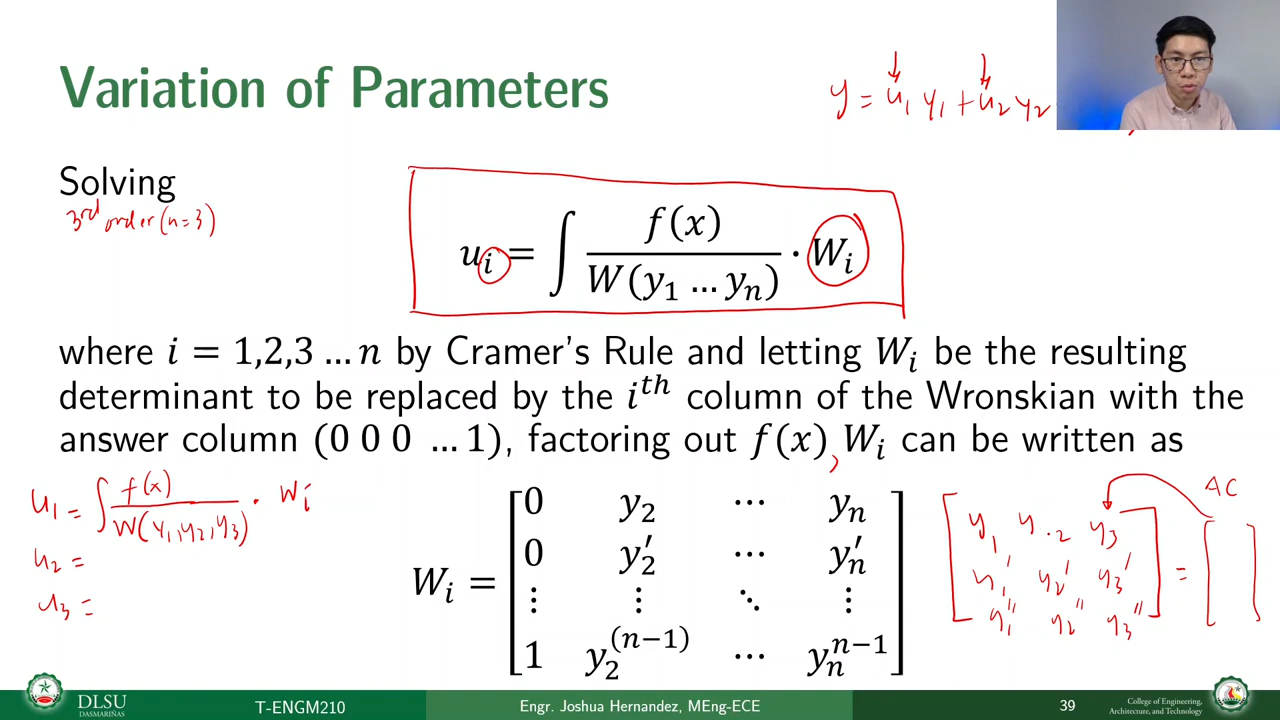 Variation of Parameters
y = u₁ y₁ + u₂ y₂
Solving
3rd order (n=3)
uᵢ = ∫ f(x) / W(y₁ … yₙ) · Wᵢ
where i = 1,2,3 … n by Cramer's Rule and letting Wᵢ be the resulting
determinant to be replaced by the iᵗʰ column of the Wronskian with the
answer column (0 0 0 … 1), factoring out f(x), Wᵢ can be written as
u₁ = ∫ f(x) / W(y₁, y₂, y₃) · Wi
u₂ =
u₃ =
Wᵢ =
0 y₂ ⋯ yₙ
0 y₂′ ⋯ yₙ′
⋮ ⋮ ⋱ ⋮
1 y₂⁽ⁿ⁻¹⁾ ⋯ yₙⁿ⁻¹
AC
y₁ y₂ y₃
y₁′ y₂′ y₃′ =
y₁″ y₂″ y₃″
DLSU
DASMARIÑAS
T-ENGM210
Engr. Joshua Hernandez, MEng-ECE
39
College of Engineering,
Architecture, and Technology